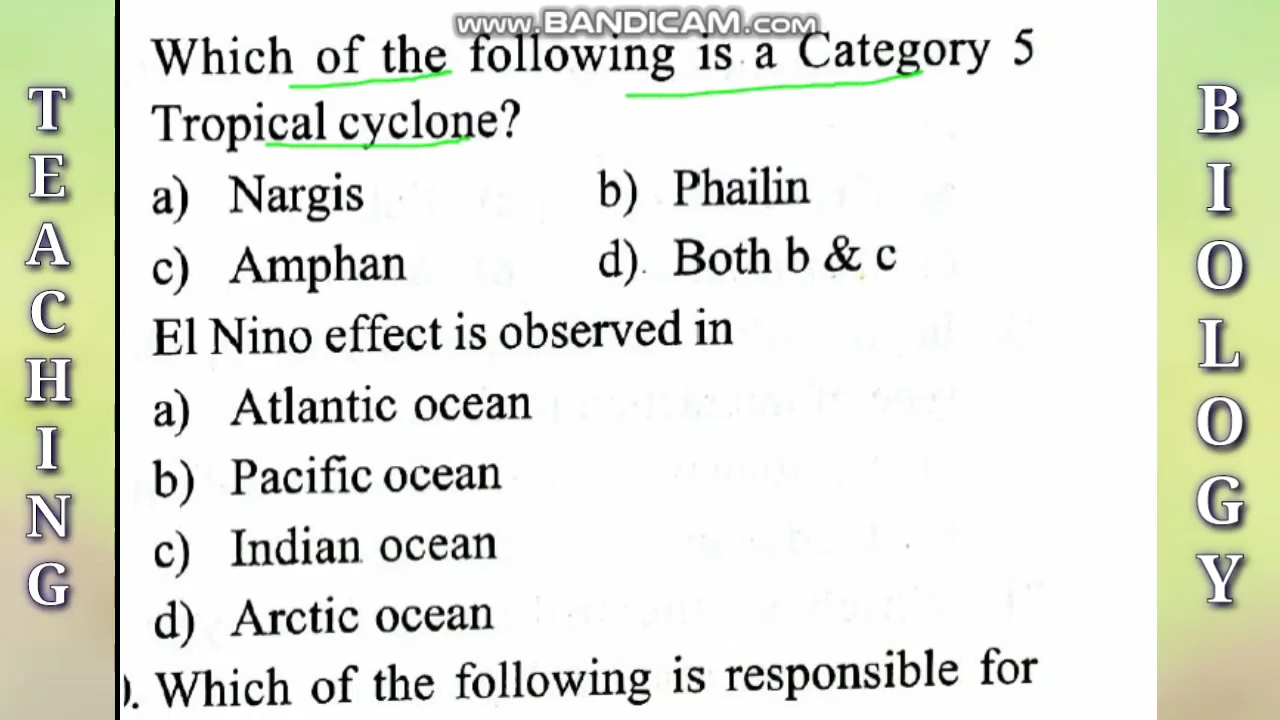 WWW.BANDICAM.COM
TEACHING
Which of the following is a Category 5
Tropical cyclone?
a) Nargis b) Phailin
c) Amphan d) Both b & c
El Nino effect is observed in
a) Atlantic ocean
b) Pacific ocean
c) Indian ocean
d) Arctic ocean
). Which of the following is responsible for
BIOLOGY